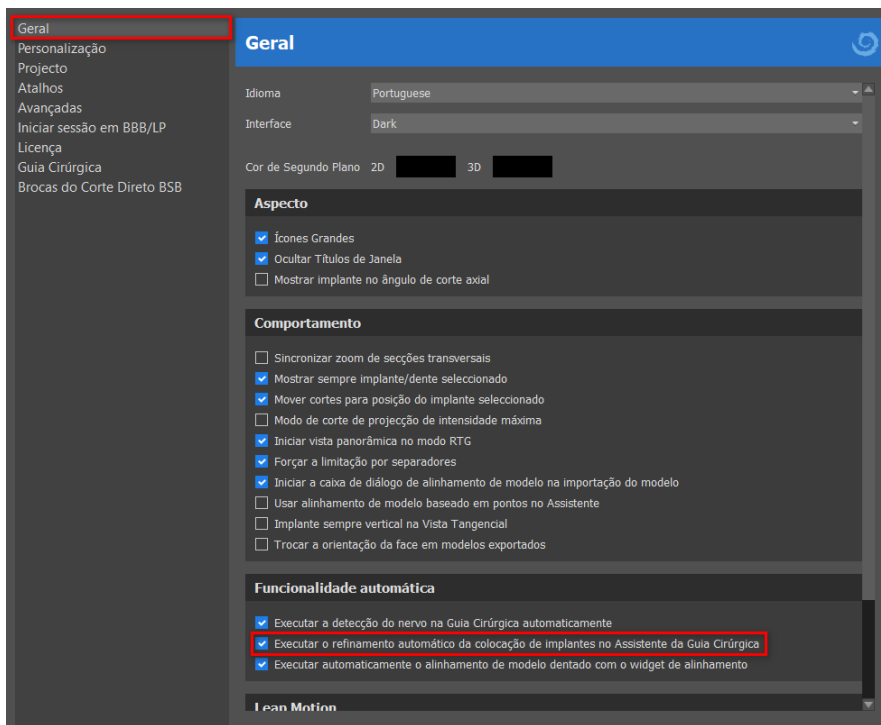 Geral
Personalização
Projecto
Atalhos
Avançadas
Iniciar sessão em BBB/LP
Licença
Guia Cirúrgica
Brocas do Corte Direto BSB
Geral
Idioma Portuguese
Interface Dark
Cor de Segundo Plano 2D 3D
Aspecto
Ícones Grandes
Ocultar Títulos de Janela
Mostrar implante no ângulo de corte axial
Comportamento
Sincronizar zoom de secções transversais
Mostrar sempre implante/dente seleccionado
Mover cortes para posição do implante seleccionado
Modo de corte de projecção de intensidade máxima
Iniciar vista panorâmica no modo RTG
Forçar a limitação por separadores
Iniciar a caixa de diálogo de alinhamento de modelo na importação do modelo
Usar alinhamento de modelo baseado em pontos no Assistente
Implante sempre vertical na Vista Tangencial
Trocar a orientação da face em modelos exportados
Funcionalidade automática
Executar a detecção do nervo na Guia Cirúrgica automaticamente
Executar o refinamento automático da colocação de implantes no Assistente da Guia Cirúrgica
Executar automaticamente o alinhamento de modelo dentado com o widget de alinhamento
Lean Motion